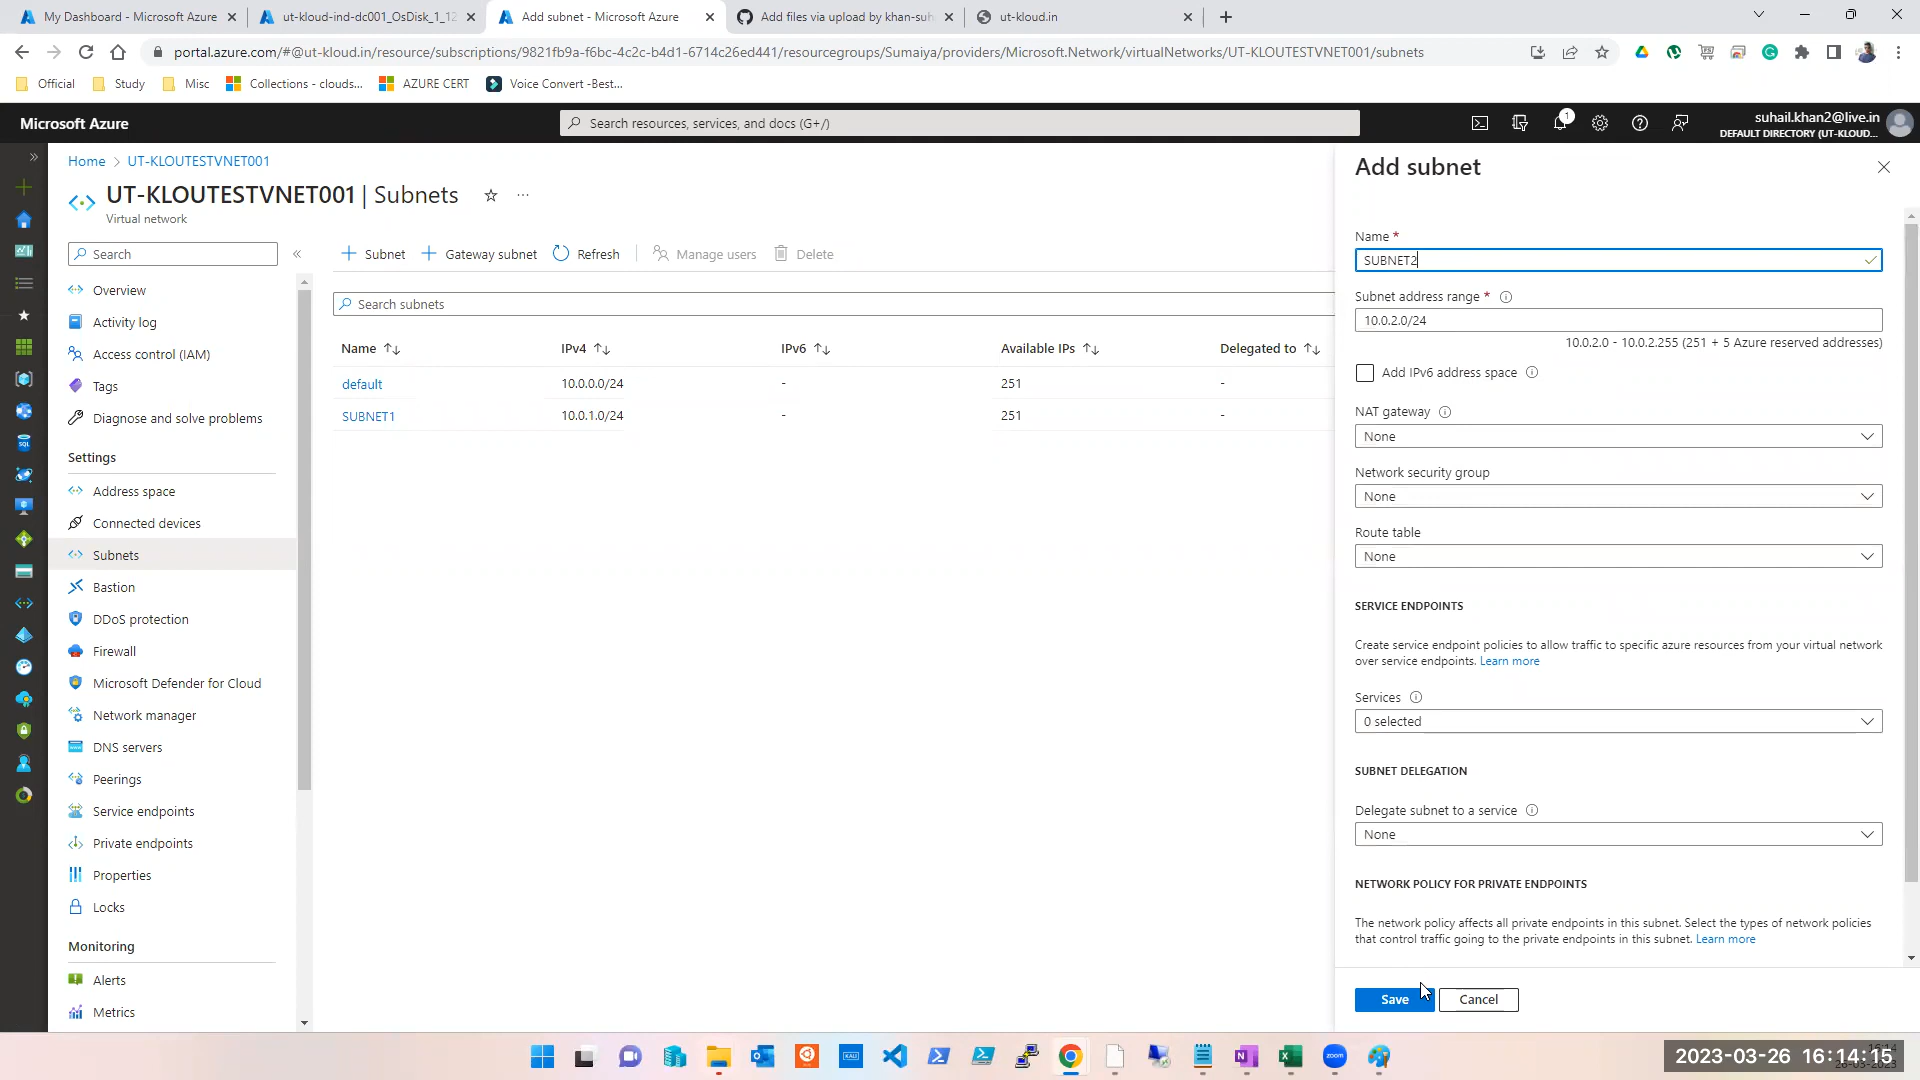 My Dashboard - Microsoft Azure
ut-kloud-ind-dc001_OsDisk_1_12
Add subnet - Microsoft Azure
Add files via upload by khan-suh
ut-kloud.in
portal.azure.com/#@ut-kloud.in/resource/subscriptions/9821fb9a-f6bc-4c2c-b4d1-6714c26ed441/resourcegroups/Sumaiya/providers/Microsoft.Network/virtualNetworks/UT-KLOUTESTVNET001/subnets
Official
Study
Misc
Collections - clouds...
AZURE CERT
Voice Convert -Best...
Microsoft Azure
Search resources, services, and docs (G+/)
1
suhail.khan2@live.in
DEFAULT DIRECTORY (UT-KLOUD....
Home > UT-KLOUTESTVNET001
UT-KLOUTESTVNET001 | Subnets
Virtual network
Search
Overview
Activity log
Access control (IAM)
Tags
Diagnose and solve problems
Settings
Address space
Connected devices
Subnets
Bastion
DDoS protection
Firewall
Microsoft Defender for Cloud
Network manager
DNS servers
Peerings
Service endpoints
Private endpoints
Properties
Locks
Monitoring
Alerts
Metrics
+ Subnet + Gateway subnet Refresh Manage users Delete
Search subnets
Name IPv4 IPv6 Available IPs Delegated to
default 10.0.0.0/24 - 251 -
SUBNET1 10.0.1.0/24 - 251 -
Add subnet
Name *
SUBNET2
Subnet address range *
10.0.2.0/24
10.0.2.0 - 10.0.2.255 (251 + 5 Azure reserved addresses)
Add IPv6 address space
NAT gateway
None
Network security group
None
Route table
None
SERVICE ENDPOINTS
Create service endpoint policies to allow traffic to specific azure resources from your virtual network
over service endpoints. Learn more
Services
0 selected
SUBNET DELEGATION
Delegate subnet to a service
None
NETWORK POLICY FOR PRIVATE ENDPOINTS
The network policy affects all private endpoints in this subnet. Select the types of network policies
that control traffic going to the private endpoints in this subnet. Learn more
Save Cancel
2023-03-26 16:14:15